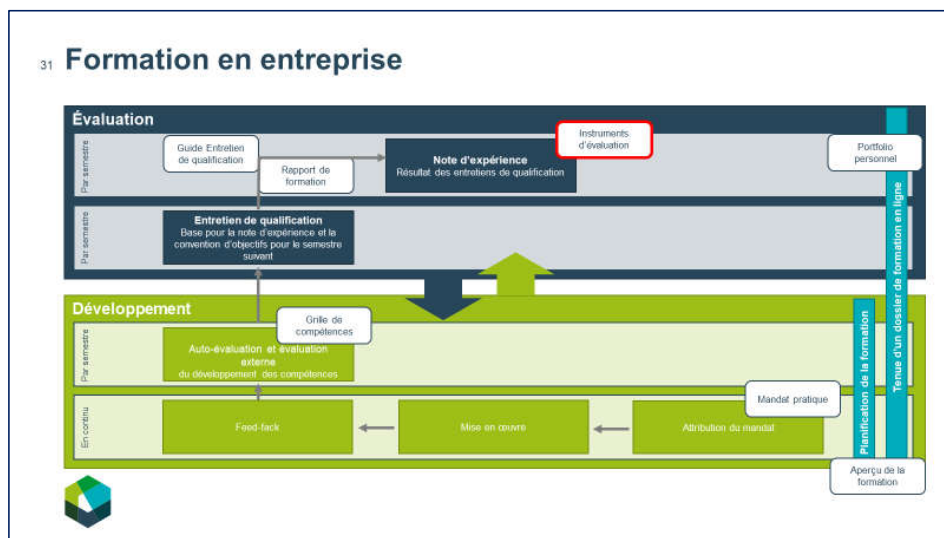 31 Formation en entreprise
Évaluation
Par semestre
Guide Entretien
de qualification
Rapport de
formation
Note d'expérience
Résultat des entretiens de qualification
Instruments
d'évaluation
Portfolio
personnel
Par semestre
Entretien de qualification
Base pour la note d'expérience et la
convention d'objectifs pour le semestre
suivant
Développement
Par semestre
Grille de
compétences
Auto-évaluation et évaluation
externe
du développement des compétences
En continu
Feed-fack
Mise en œuvre
Attribution du mandat
Mandat pratique
Planification de la formation
Tenue d'un dossier de formation en ligne
Aperçu de la
formation